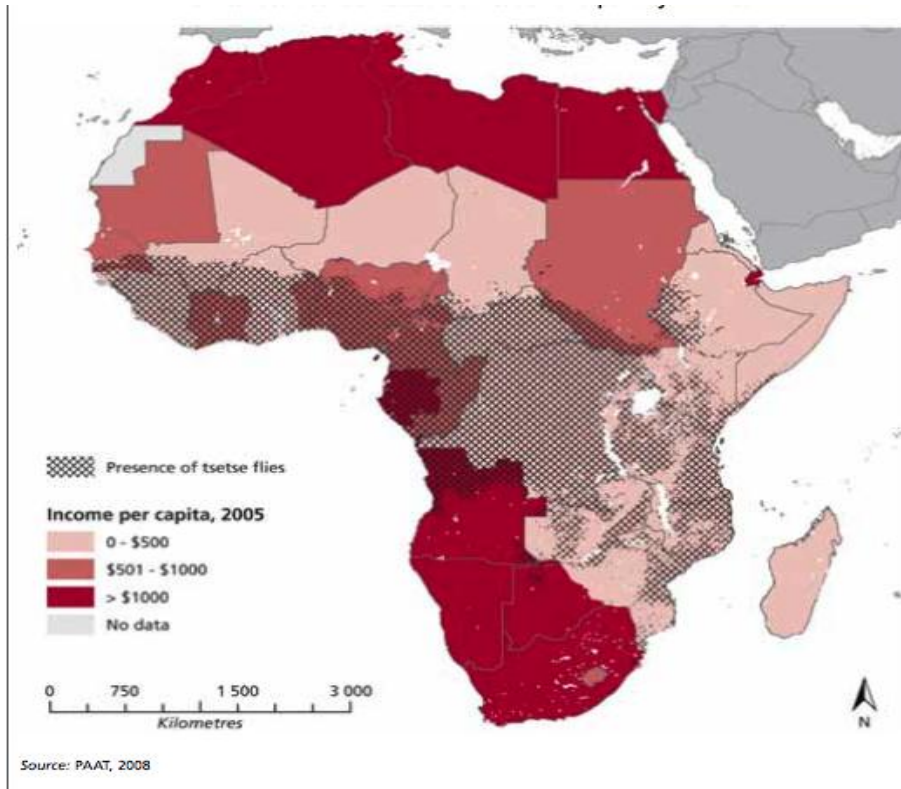 Presence of tsetse flies
Income per capita, 2005
0 - $500
$501 - $1000
> $1000
No data
0 750 1 500 3 000
Kilometres
N
Source: PAAT, 2008